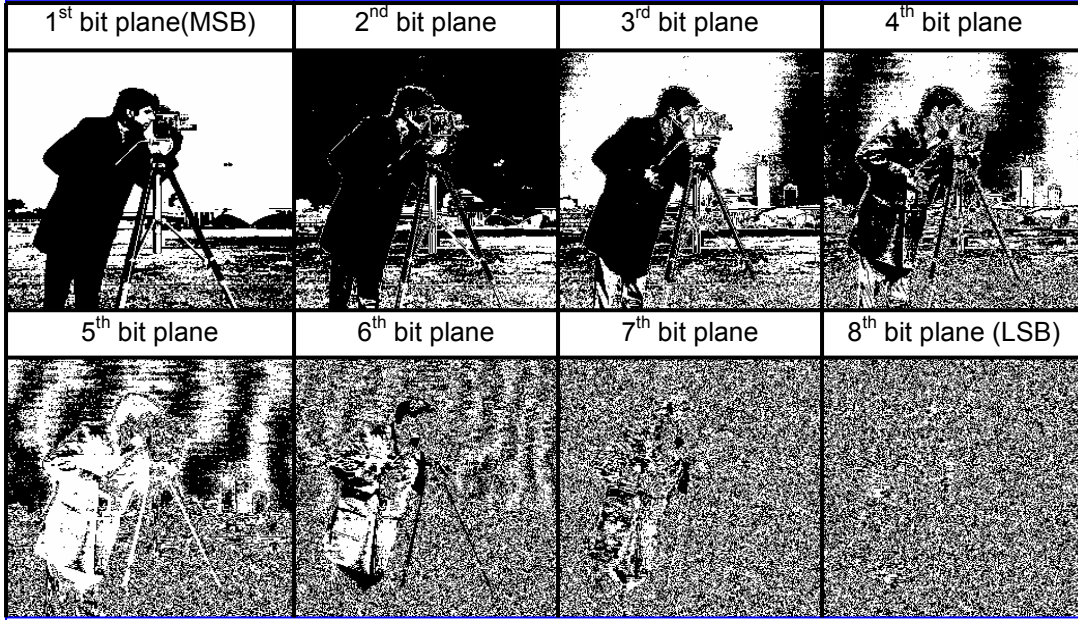 1st bit plane(MSB)
2nd bit plane
3rd bit plane
4th bit plane
5th bit plane
6th bit plane
7th bit plane
8th bit plane (LSB)